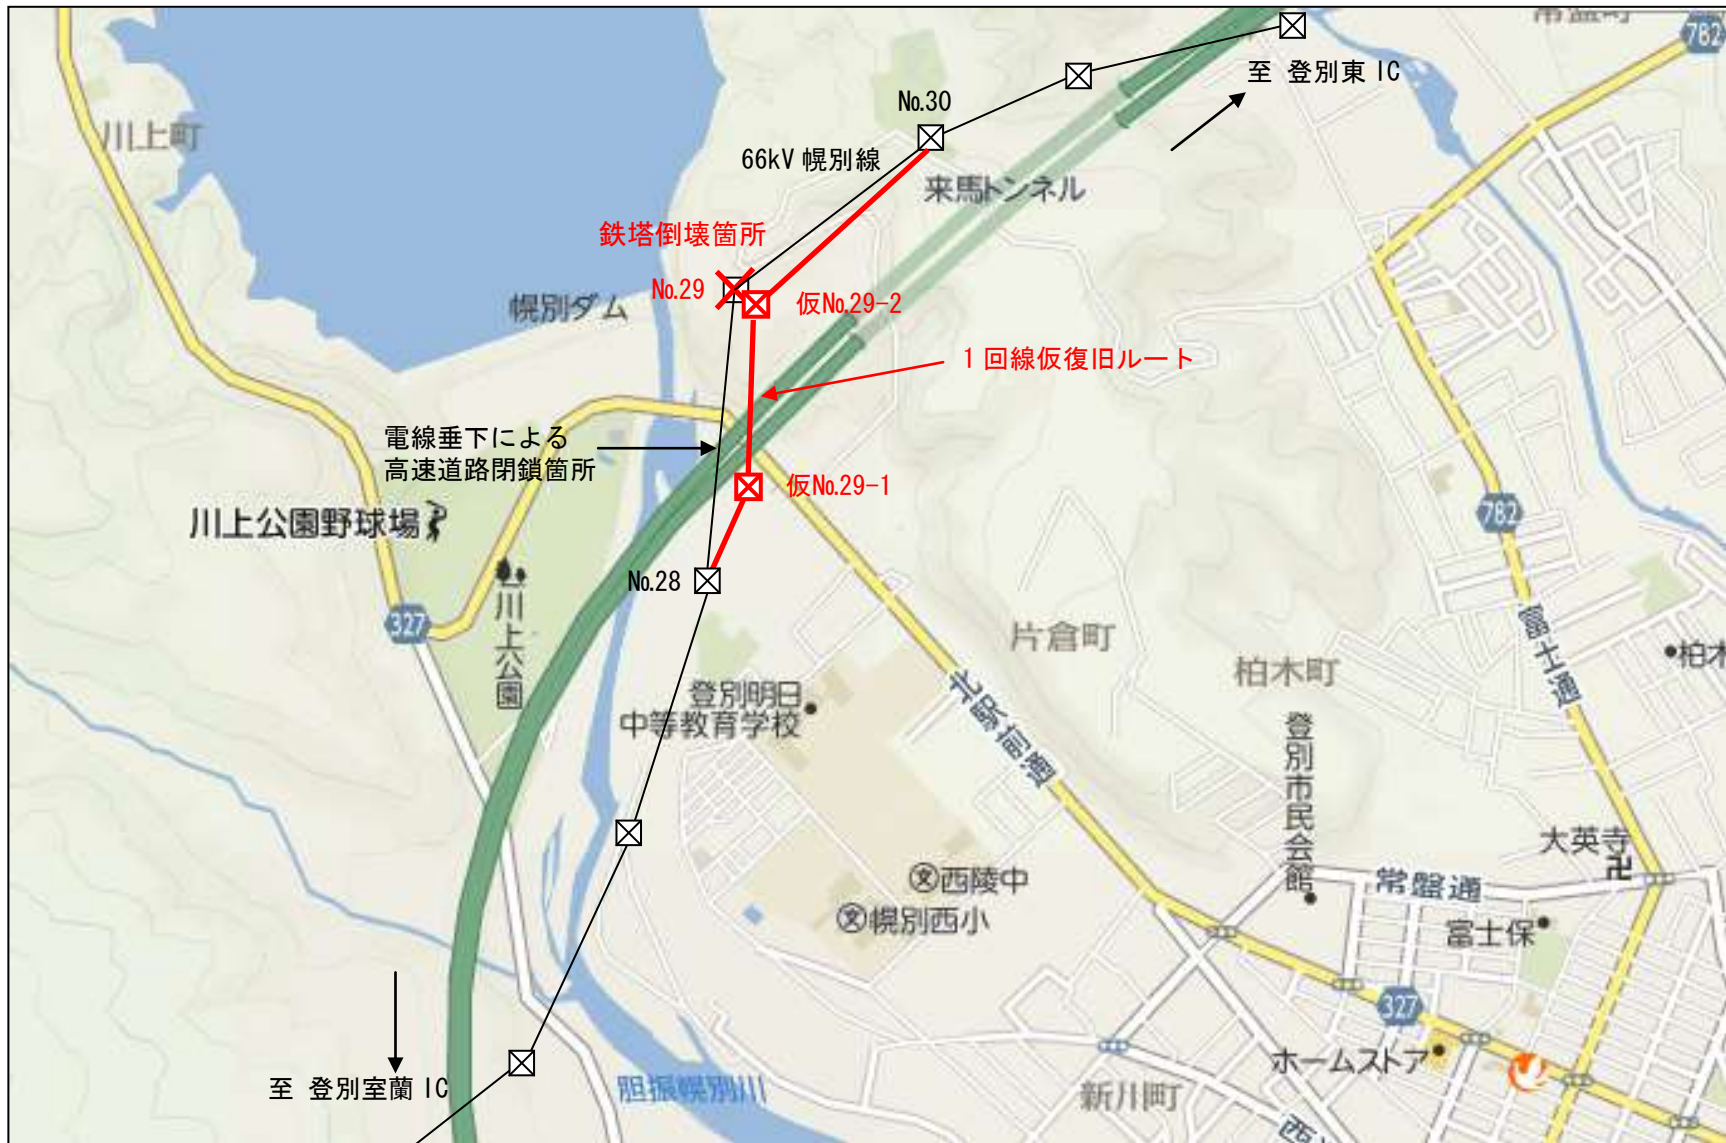 782
至 登別東IC
No.30
川上町
66kV 幌別線
来馬トンネル
鉄塔倒壊箇所
No.29
仮No.29-2
幌別ダム
1回線仮復旧ルート
電線垂下による
高速道路閉鎖箇所
仮No.29-1
川上公園野球場
782
No.28
327
川上公園
片倉町
富士通
柏木町
登別明日
中等教育学校
北駅前通
登別市民会館
大英寺
西陵中
常盤通
幌別西小
富士保
327
ホームストア
至 登別室蘭IC
胆振幌別川
新川町